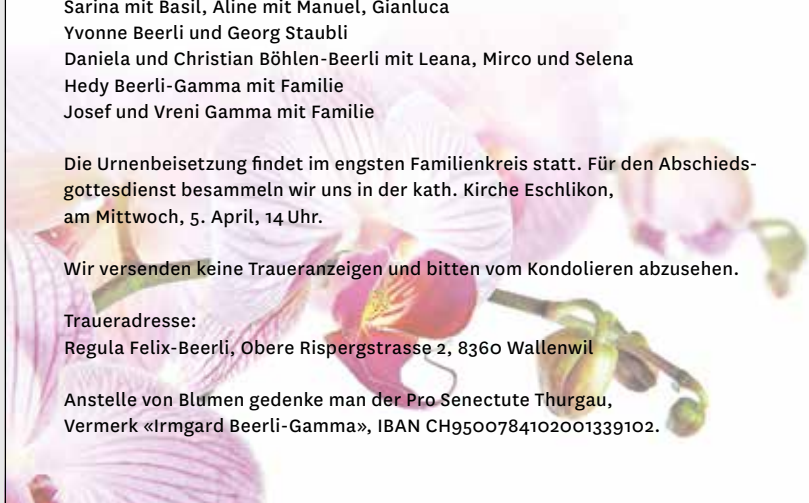 Sarina mit Basil, Aline mit Manuel, Gianluca
Yvonne Beerli und Georg Staubli
Daniela und Christian Böhlen-Beerli mit Leana, Mirco und Selena
Hedy Beerli-Gamma mit Familie
Josef und Vreni Gamma mit Familie
Die Urnenbeisetzung findet im engsten Familienkreis statt. Für den Abschieds-
gottesdienst besammeln wir uns in der kath. Kirche Eschlikon,
am Mittwoch, 5. April, 14 Uhr.
Wir versenden keine Traueranzeigen und bitten vom Kondolieren abzusehen.
Traueradresse:
Regula Felix-Beerli, Obere Rispergstrasse 2, 8360 Wallenwil
Anstelle von Blumen gedenke man der Pro Senectute Thurgau,
Vermerk «Irmgard Beerli-Gamma», IBAN CH9500784102001339102.